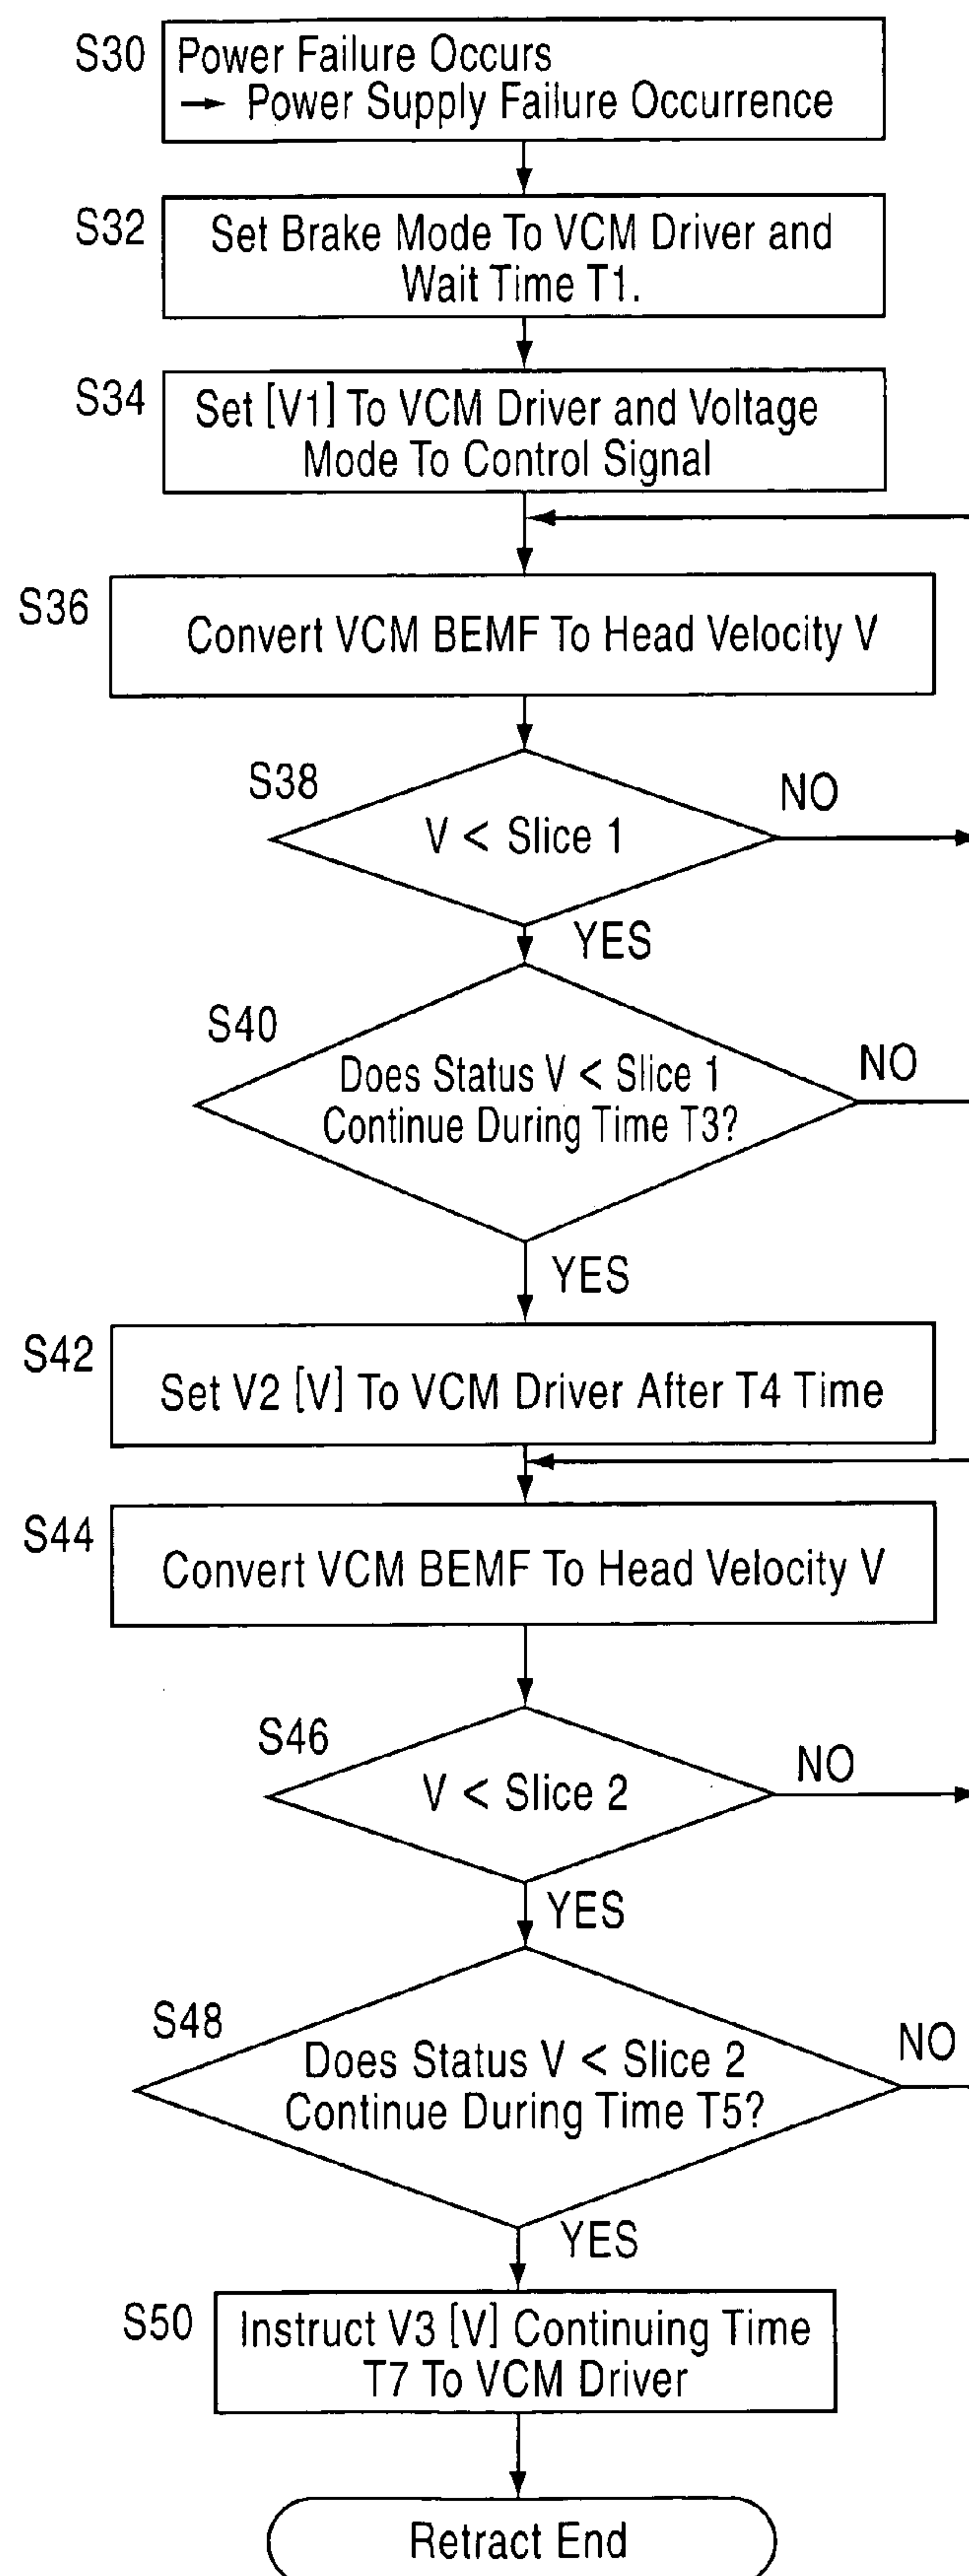 S30
Power Failure Occurs
→ Power Supply Failure Occurrence
S32
Set Brake Mode To VCM Driver and
Wait Time T1.
S34
Set [V1] To VCM Driver and Voltage
Mode To Control Signal
S36
Convert VCM BEMF To Head Velocity V
S38
V < Slice 1
NO
YES
S40
Does Status V < Slice 1
Continue During Time T3?
NO
YES
S42
Set V2 [V] To VCM Driver After T4 Time
S44
Convert VCM BEMF To Head Velocity V
S46
V < Slice 2
NO
YES
S48
Does Status V < Slice 2
Continue During Time T5?
NO
YES
S50
Instruct V3 [V] Continuing Time
T7 To VCM Driver
Retract End